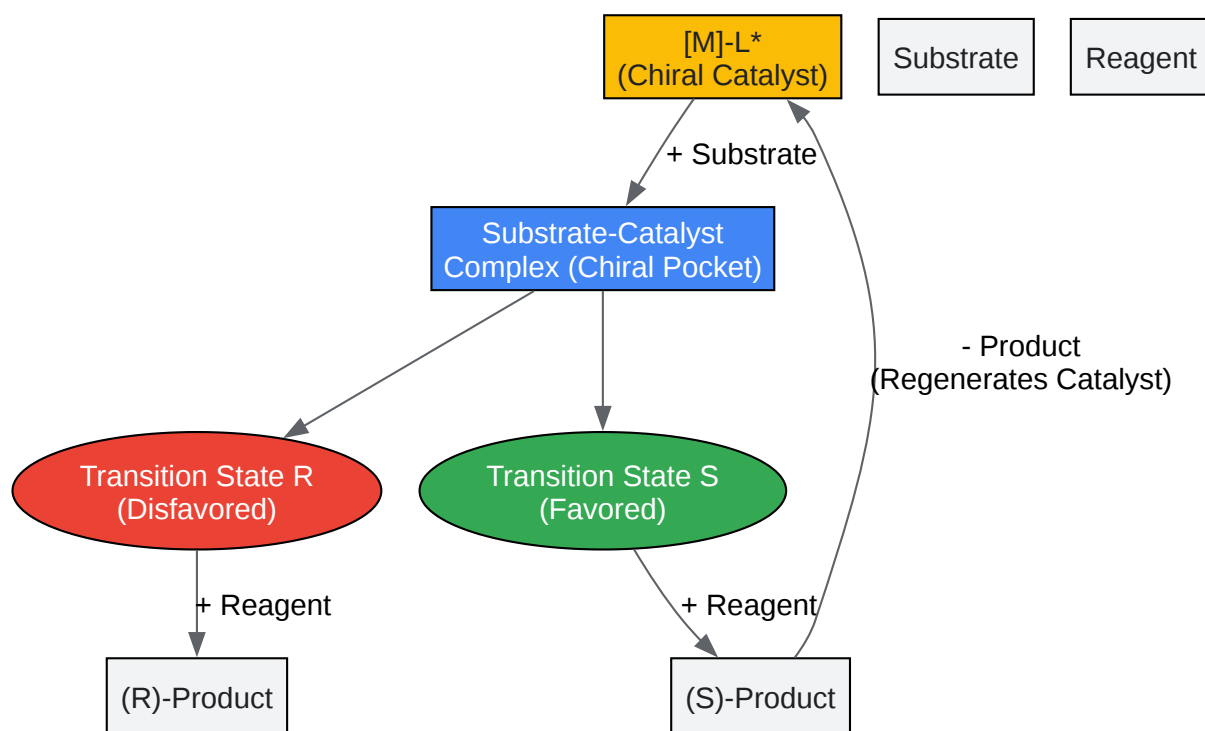 [M]-L*
(Chiral Catalyst)
Substrate
Reagent
+ Substrate
Substrate-Catalyst
Complex (Chiral Pocket)
- Product
(Regenerates Catalyst)
Transition State R
(Disfavored)
Transition State S
(Favored)
+ Reagent
+ Reagent
(R)-Product
(S)-Product